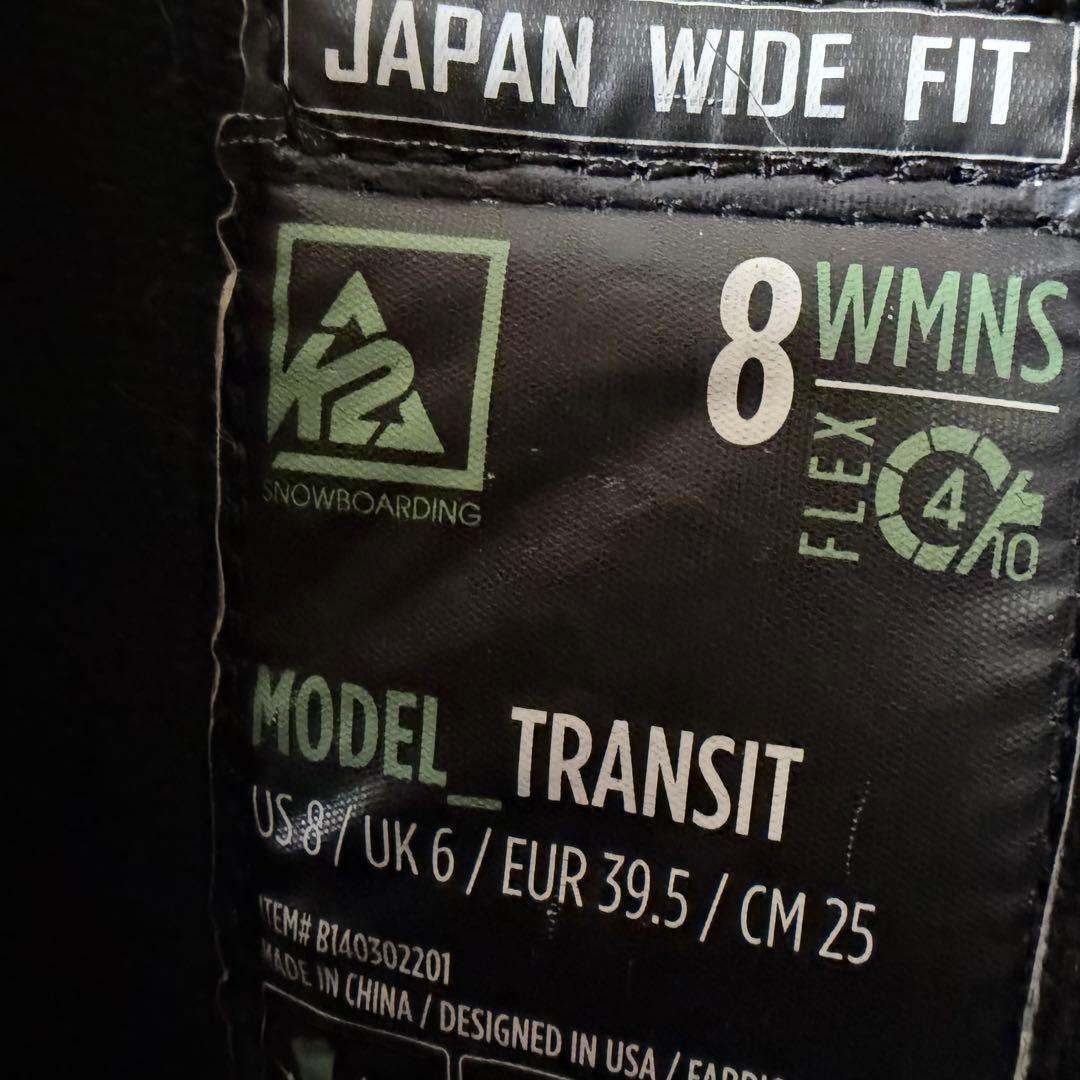 JAPAN WIDE FIT
K2
SNOWBOARDING
8 WMNS
FLEX 4/10
MODEL_TRANSIT
US 8 / UK 6 / EUR 39.5 / CM 25
ITEM# B140302201
MADE IN CHINA / DESIGNED IN USA /